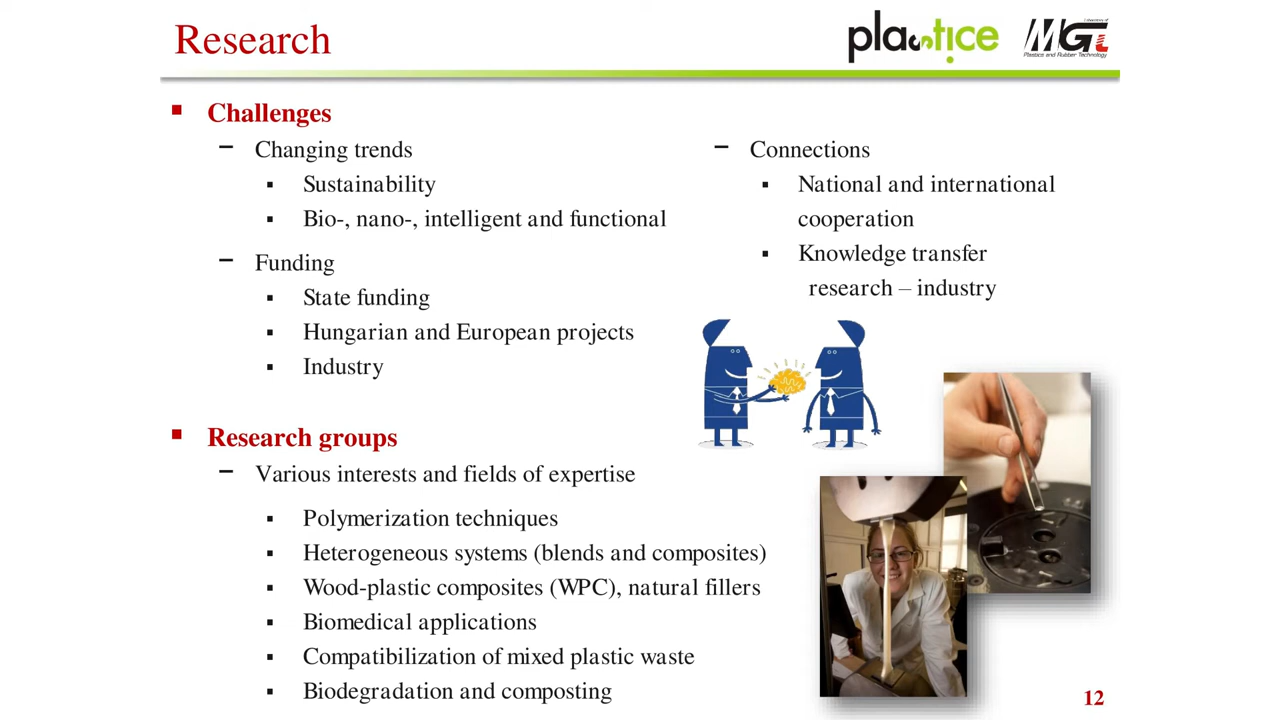 Research
plastice
Laboratory of
MGT
Plastics and Rubber Technology
▪ Challenges
− Changing trends
▪ Sustainability
▪ Bio-, nano-, intelligent and functional
− Funding
▪ State funding
▪ Hungarian and European projects
▪ Industry
− Connections
▪ National and international
cooperation
▪ Knowledge transfer
research – industry
▪ Research groups
− Various interests and fields of expertise
▪ Polymerization techniques
▪ Heterogeneous systems (blends and composites)
▪ Wood-plastic composites (WPC), natural fillers
▪ Biomedical applications
▪ Compatibilization of mixed plastic waste
▪ Biodegradation and composting
12